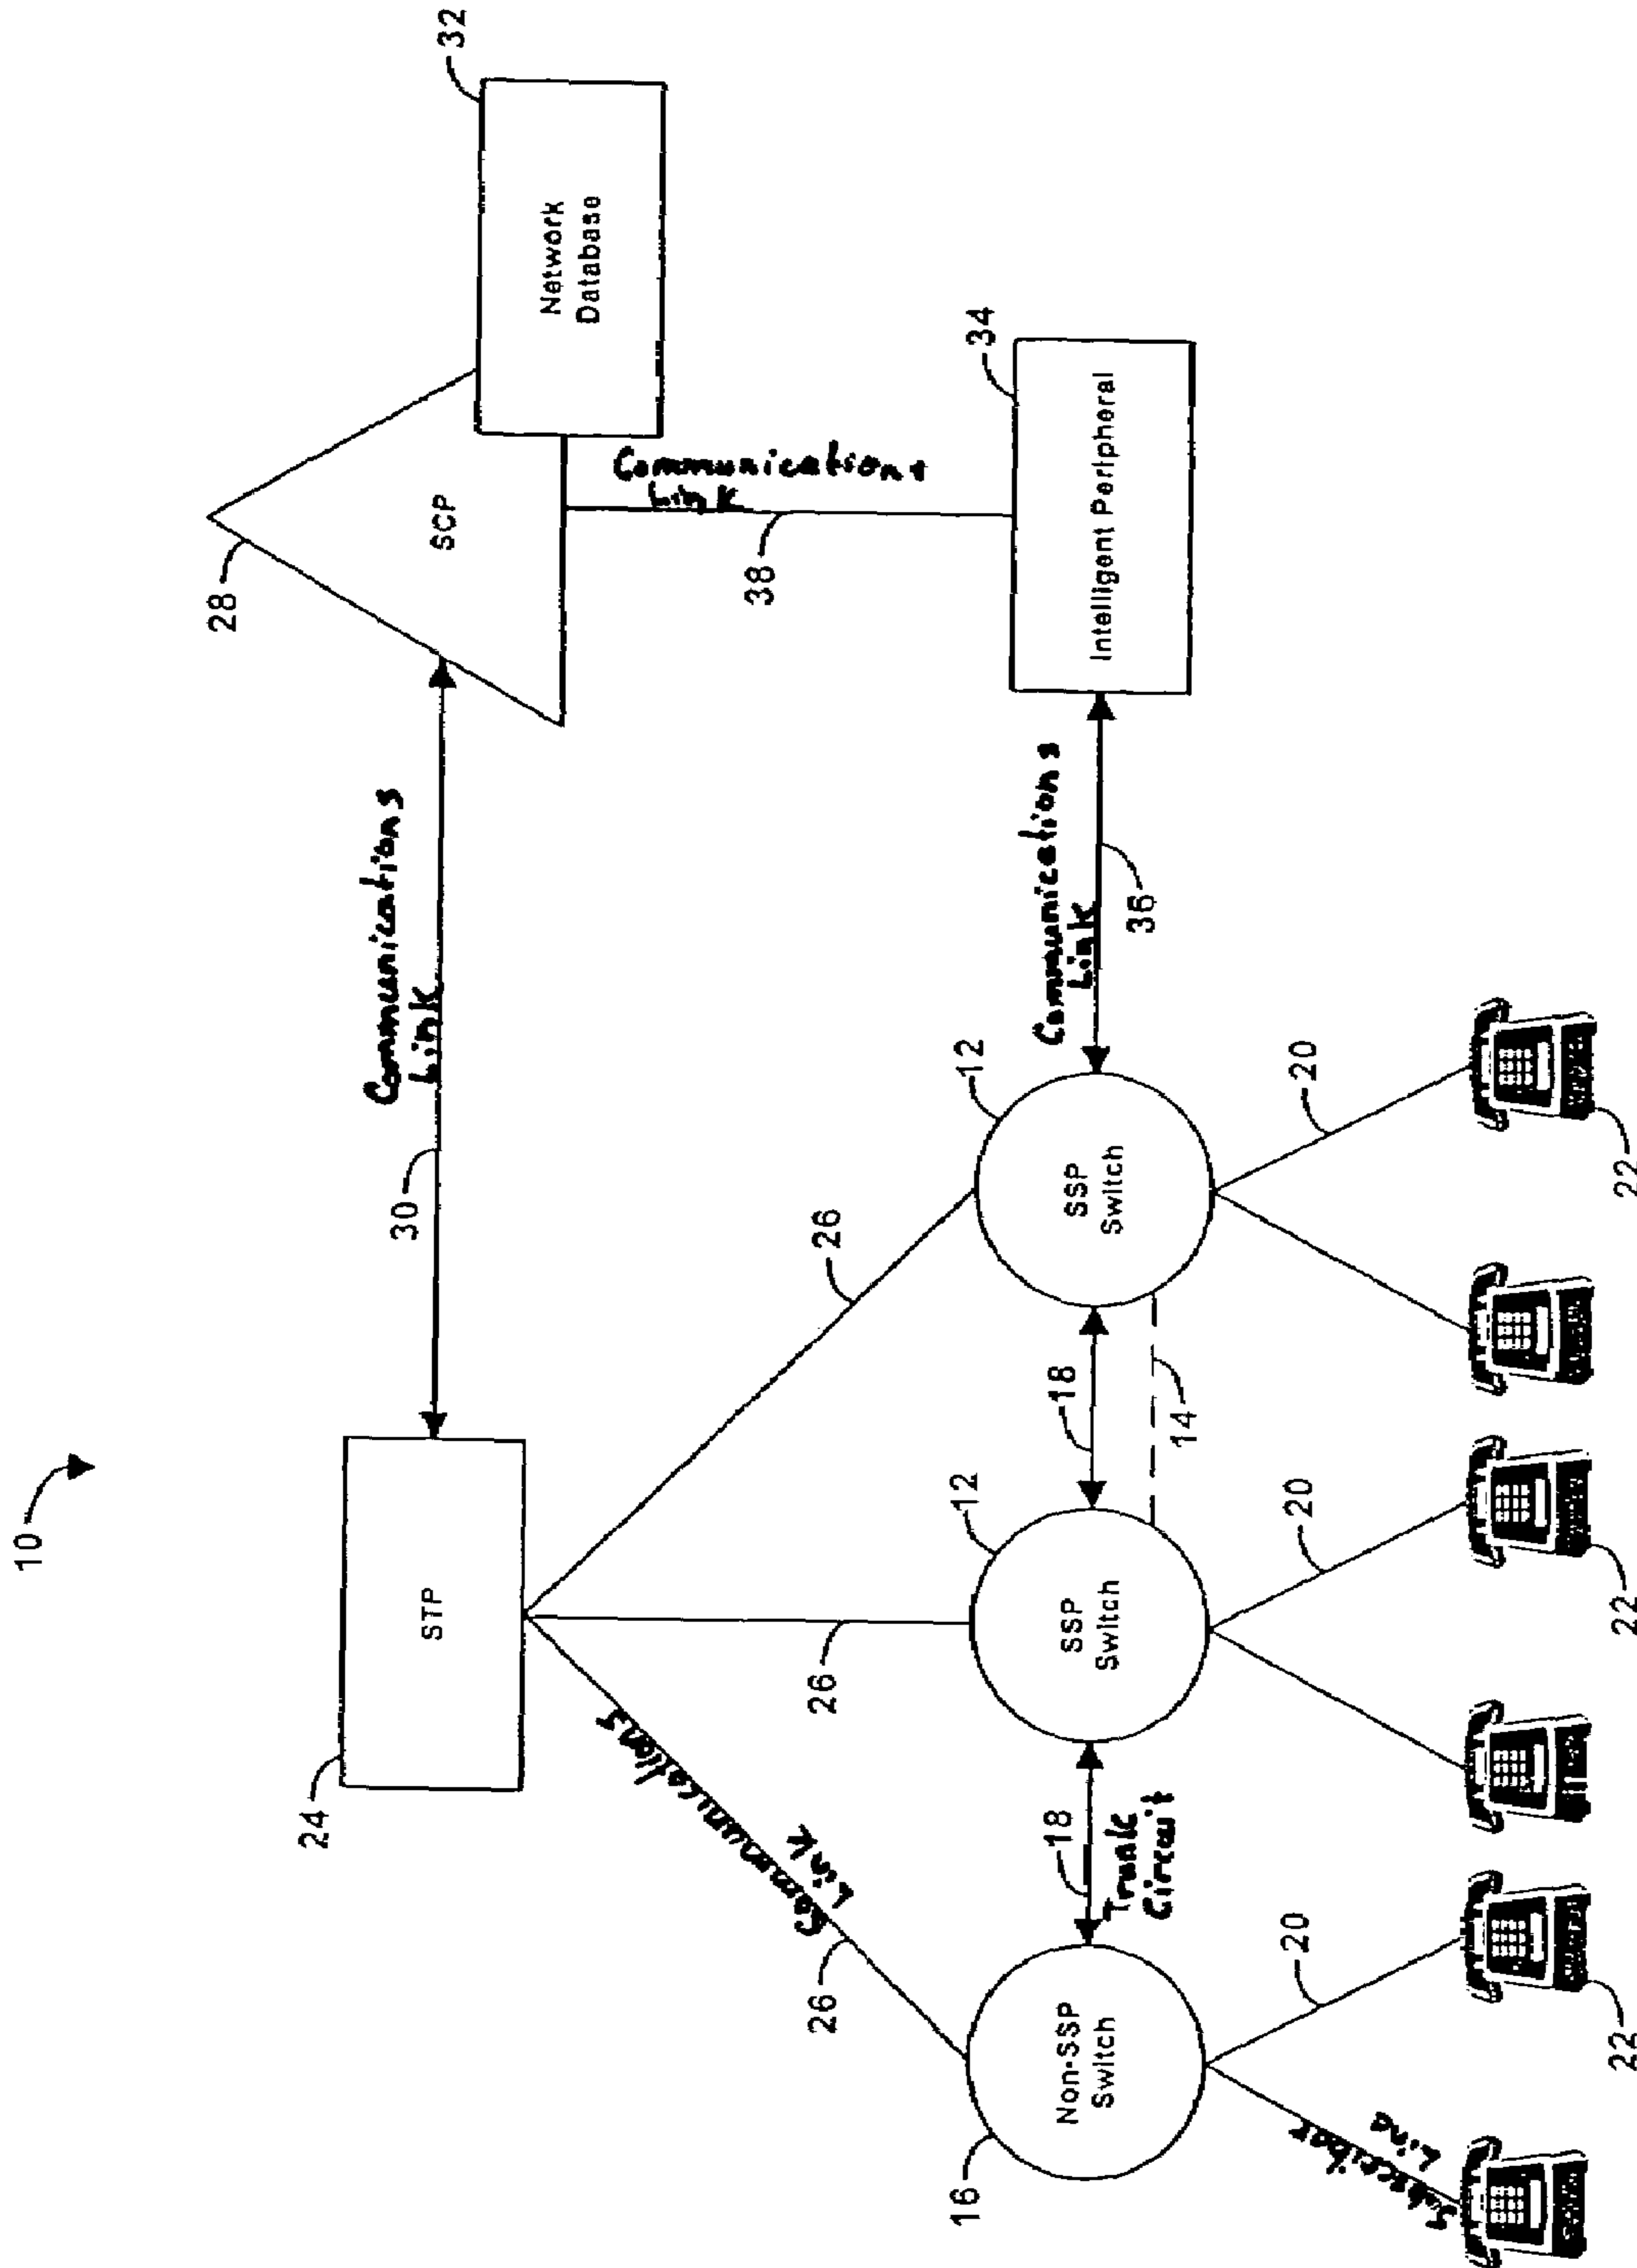 10
24
STP
30
Communications
Link
28
SCP
32
Network
Database
Communications
Link
38
26
Communications
Link
26
26
16
Non-SSP
Switch
18
Trunk
Circuit
12
SSP
Switch
18
14
12
SSP
Switch
Communications
Link
36
34
Intelligent Peripheral
Subscriber
Line
20
20
20
22
22
22